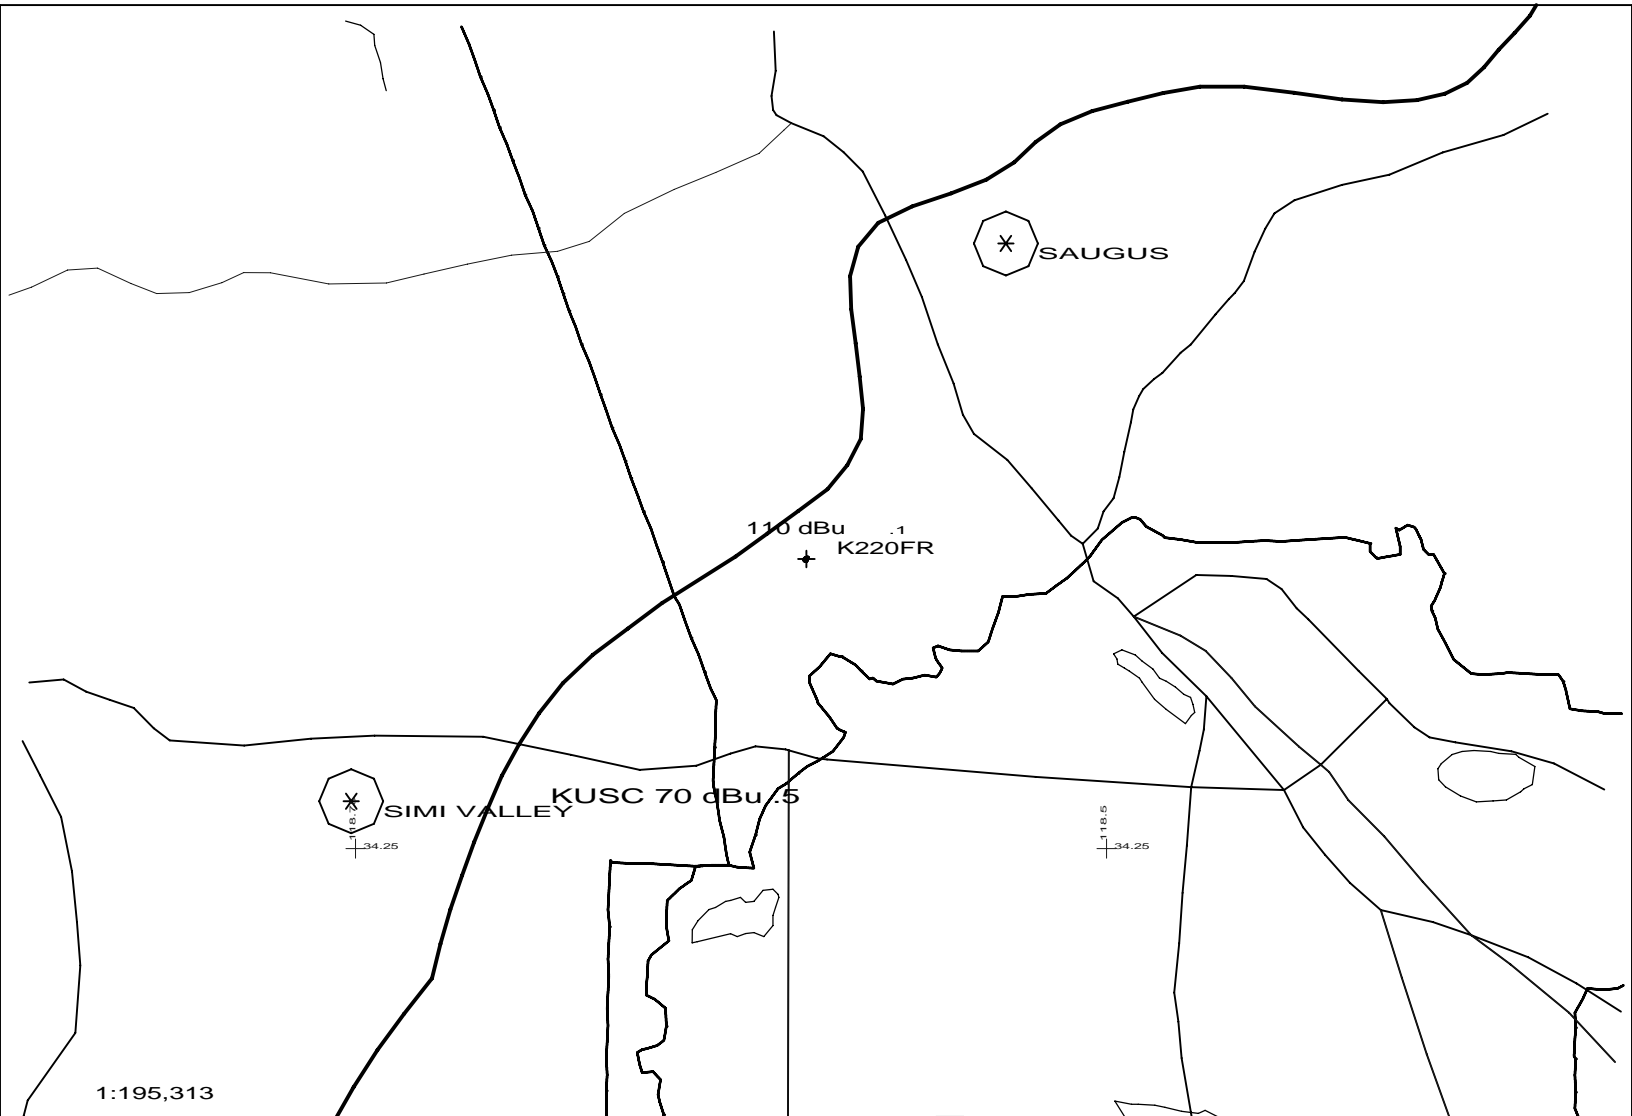 SAUGUS
110 dBu .1
K220FR
KUSC 70 dBu .5
SIMI VALLEY
34.25
118.5
34.25
1:195,313